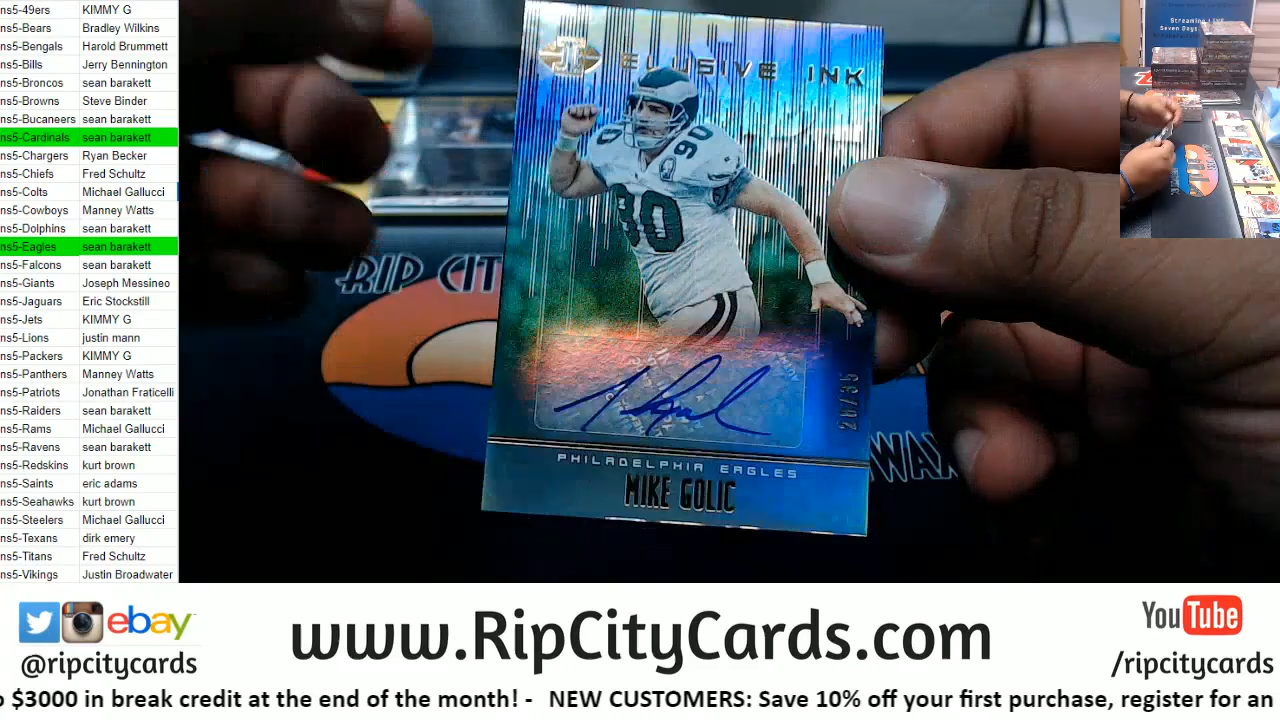 ns5-49ers KIMMY G
ns5-Bears Bradley Wilkins
ns5-Bengals Harold Brummett
ns5-Bills Jerry Bennington
ns5-Broncos sean barakett
ns5-Browns Steve Binder
ns5-Bucaneers sean barakett
ns5-Cardinals sean barakett
ns5-Chargers Ryan Becker
ns5-Chiefs Fred Schultz
ns5-Colts Michael Gallucci
ns5-Cowboys Manney Watts
ns5-Dolphins sean barakett
ns5-Eagles sean barakett
ns5-Falcons sean barakett
ns5-Giants Joseph Messineo
ns5-Jaguars Eric Stockstill
ns5-Jets KIMMY G
ns5-Lions justin mann
ns5-Packers KIMMY G
ns5-Panthers Manney Watts
ns5-Patriots Jonathan Fraticelli
ns5-Raiders sean barakett
ns5-Rams Michael Gallucci
ns5-Ravens sean barakett
ns5-Redskins kurt brown
ns5-Saints eric adams
ns5-Seahawks kurt brown
ns5-Steelers Michael Gallucci
ns5-Texans dirk emery
ns5-Titans Fred Schultz
ns5-Vikings Justin Broadwater
ELUSIVE INK
90
90
RIP CIT
WAX
PHILADELPHIA EAGLES
MIKE GOLIC
Streaming LIVE
Seven Days
ebay
@ripcitycards
www.RipCityCards.com
YouTube
/ripcitycards
o $3000 in break credit at the end of the month! - NEW CUSTOMERS: Save 10% off your first purchase, register for an